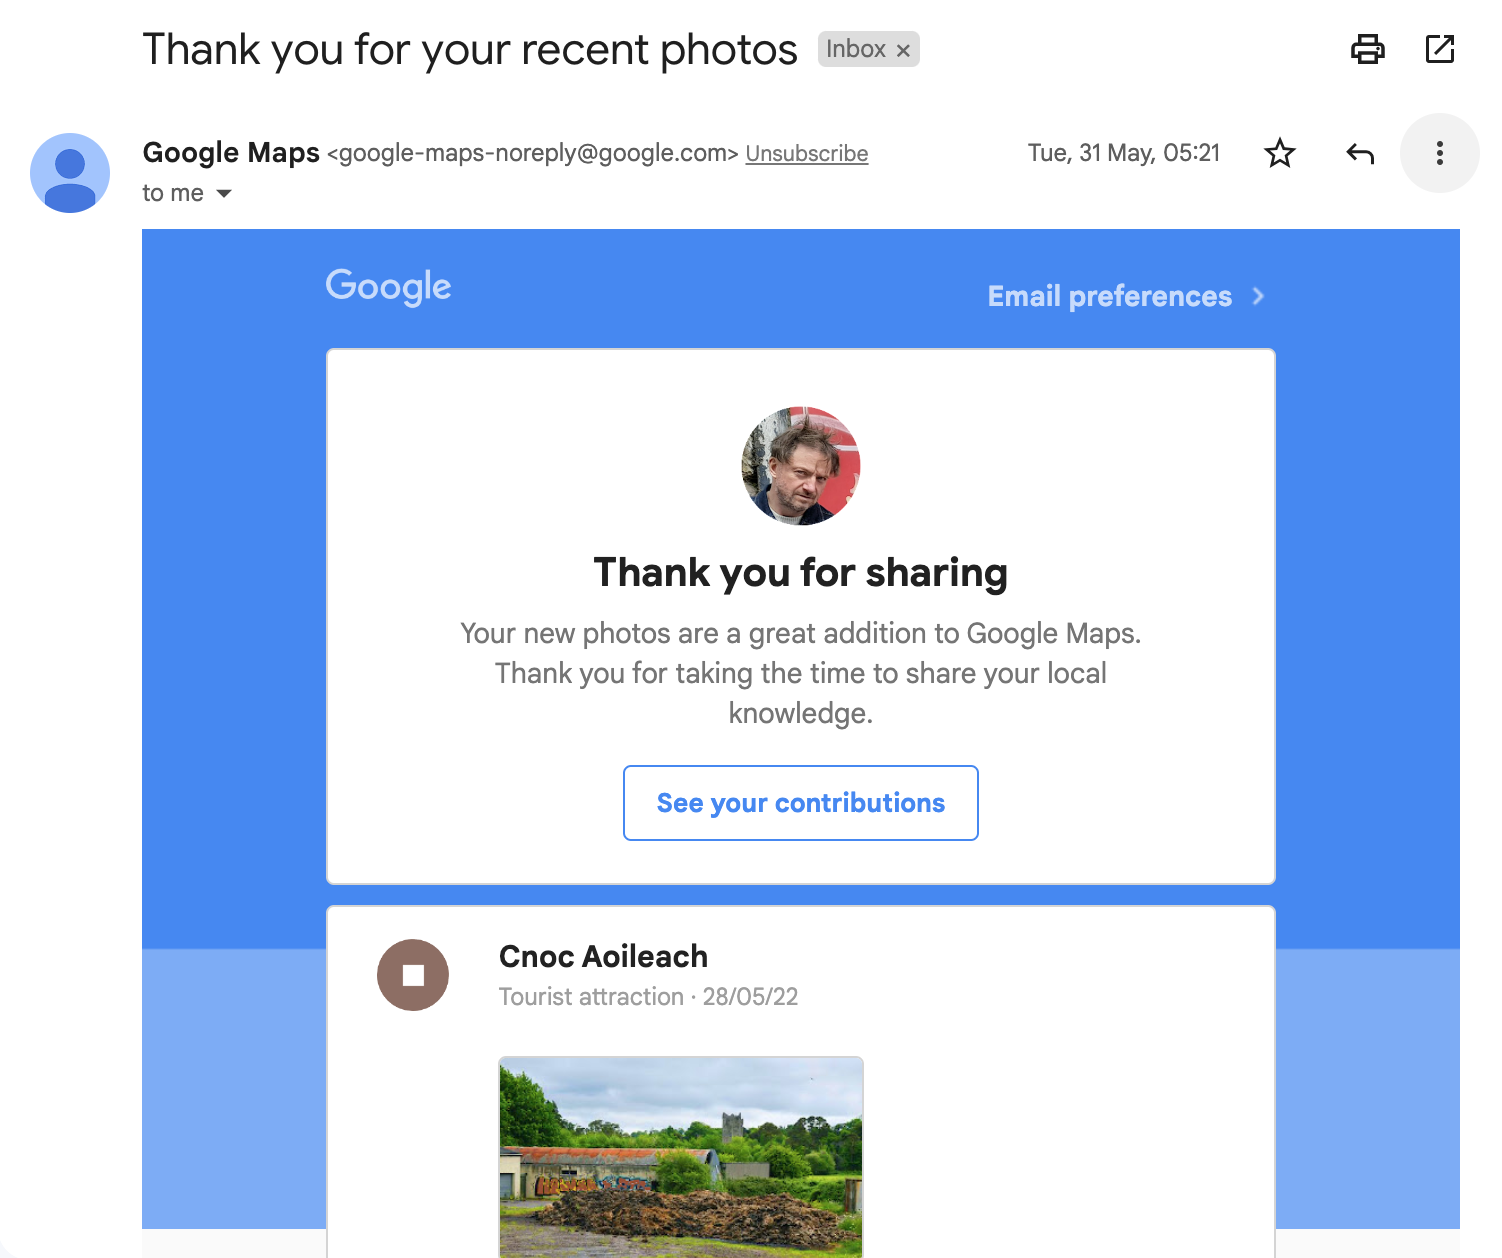 Thank you for your recent photos Inbox ×
Google Maps <google-maps-noreply@google.com> Unsubscribe Tue, 31 May, 05:21
to me
Google
Email preferences
Thank you for sharing
Your new photos are a great addition to Google Maps.
Thank you for taking the time to share your local
knowledge.
See your contributions
Cnoc Aoileach
Tourist attraction · 28/05/22